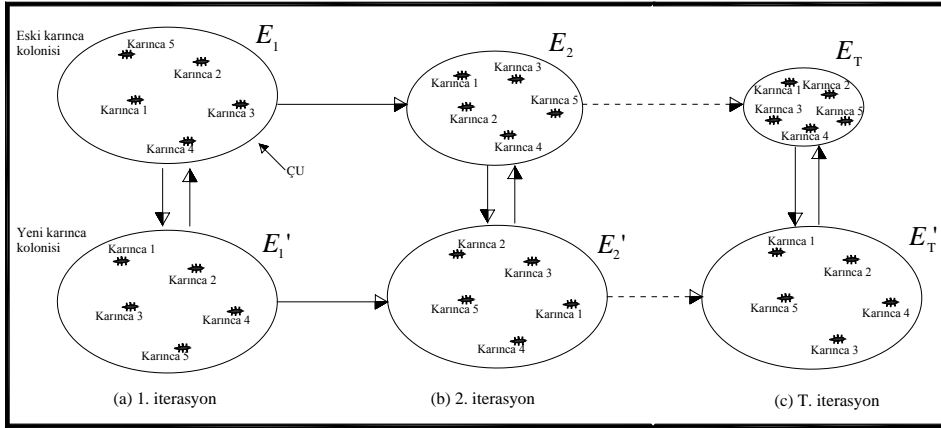 Eski karınca
kolonisi
E₁
Karınca 5
Karınca 2
Karınca 1
Karınca 3
Karınca 4
ÇU
E₂
Karınca 3
Karınca 1
Karınca 5
Karınca 2
Karınca 4
E_T
Karınca 1
Karınca 2
Karınca 3
Karınca 5
Karınca 4
Yeni karınca
kolonisi
E₁'
Karınca 1
Karınca 2
Karınca 3
Karınca 4
Karınca 5
E₂'
Karınca 2
Karınca 3
Karınca 5
Karınca 1
Karınca 4
E_T'
Karınca 1
Karınca 2
Karınca 5
Karınca 4
Karınca 3
(a) 1. iterasyon
(b) 2. iterasyon
(c) T. iterasyon